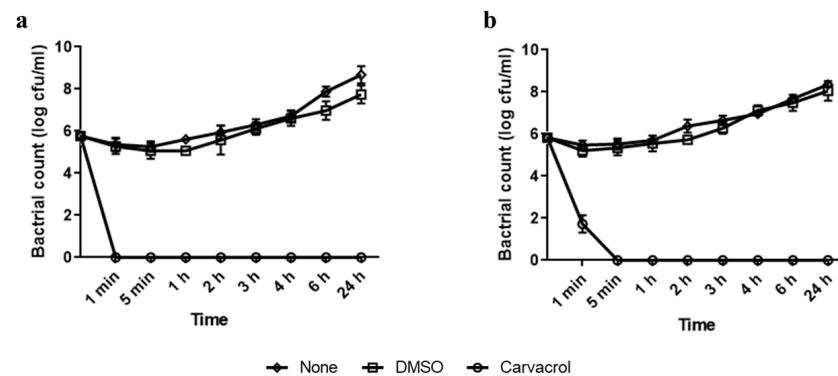 a
Bactrial count (log cfu/ml)
10
8
6
4
2
0
1 min
5 min
1 h
2 h
3 h
4 h
6 h
24 h
Time
b
Bactrial count (log cfu/ml)
10
8
6
4
2
0
1 min
5 min
1 h
2 h
3 h
4 h
6 h
24 h
Time
None DMSO Carvacrol